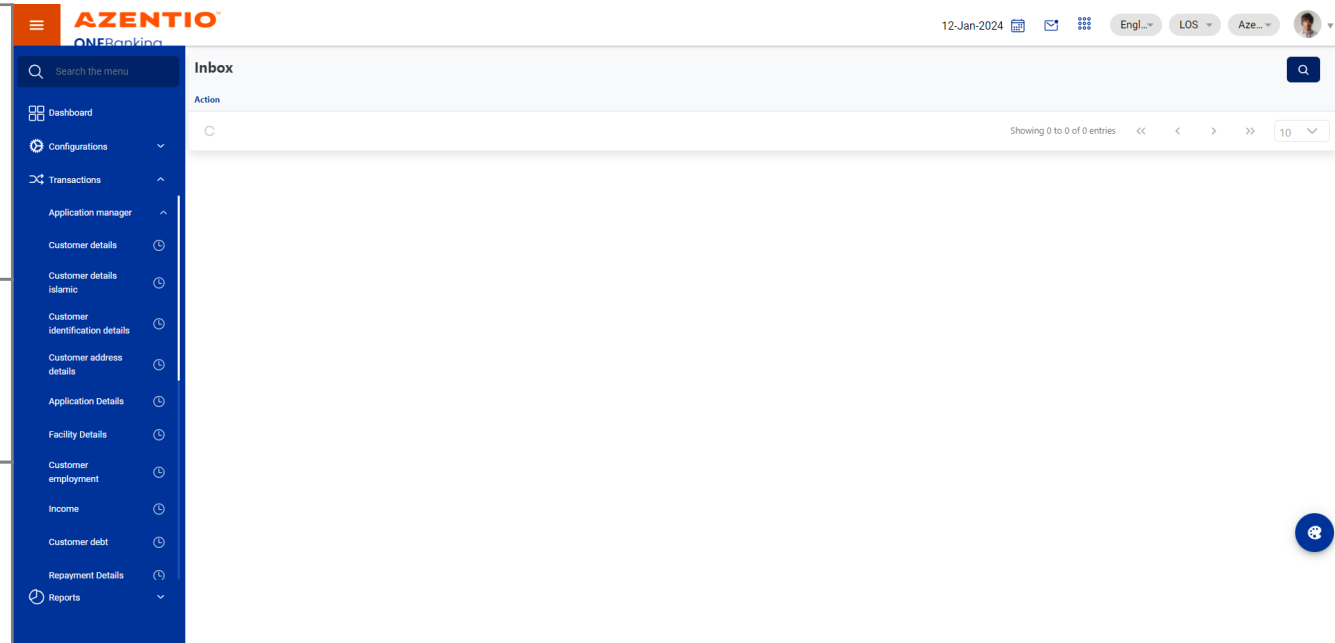 AZENTIO
ONEBanking
12-Jan-2024
Engl...
LOS
Aze...
Search the menu
Dashboard
Configurations
Transactions
Application manager
Customer details
Customer details
islamic
Customer
identification details
Customer address
details
Application Details
Facility Details
Customer
employment
Income
Customer debt
Repayment Details
Reports
Inbox
Action
Showing 0 to 0 of 0 entries
10